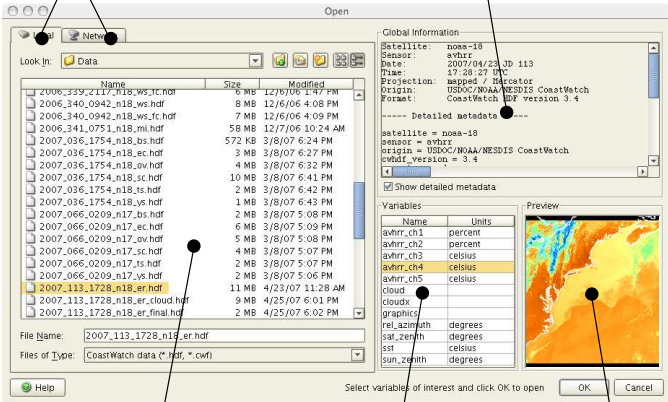 Open
Local Network
Look In: Data
Name Size Modified
2006_339_2117_n18_ws_fc.hdf 6 MB 12/6/06 1:47 PM
2006_340_0942_n18_ws.hdf 8 MB 12/6/06 4:08 PM
2006_340_0942_n18_ws_fc.hdf 7 MB 12/6/06 4:09 PM
2006_341_0751_n18_mi.hdf 58 MB 12/7/06 10:24 AM
2007_036_1754_n18_bs.hdf 572 KB 3/8/07 6:24 PM
2007_036_1754_n18_ec.hdf 3 MB 3/8/07 6:27 PM
2007_036_1754_n18_ov.hdf 4 MB 3/8/07 6:32 PM
2007_036_1754_n18_sc.hdf 10 MB 3/8/07 6:41 PM
2007_036_1754_n18_ts.hdf 2 MB 3/8/07 6:42 PM
2007_036_1754_n18_ys.hdf 1 MB 3/8/07 6:43 PM
2007_066_0209_n17_bs.hdf 2 MB 3/8/07 5:08 PM
2007_066_0209_n17_ec.hdf 6 MB 3/8/07 5:09 PM
2007_066_0209_n17_ov.hdf 5 MB 3/8/07 5:08 PM
2007_066_0209_n17_sc.hdf 4 MB 3/8/07 5:07 PM
2007_066_0209_n17_ts.hdf 2 MB 3/8/07 5:07 PM
2007_066_0209_n17_ys.hdf 2 MB 3/8/07 5:06 PM
2007_113_1728_n18_er.hdf 11 MB 4/23/07 11:28 AM
2007_113_1728_n18_er_cloud.hdf 9 MB 4/25/07 6:01 PM
2007_113_1728_n18_er_final.hdf 2 MB 4/25/07 6:02 PM
File Name: 2007_113_1728_n18_er.hdf
Files of Type: CoastWatch data (*.hdf, *.cwf)
Global Information
Satellite: noaa-18
Sensor: avhrr
Date: 2007/04/23 JD 113
Time: 17:28:27 UTC
Projection: mapped / Mercator
Origin: USDOC/NOAA/NESDIS CoastWatch
Format: CoastWatch HDF version 3.4
----- Detailed metadata -----
satellite = noaa-18
sensor = avhrr
origin = USDOC/NOAA/NESDIS CoastWatch
cwhdf_version = 3.4
Show detailed metadata
Variables
Name Units
avhrr_ch1 percent
avhrr_ch2 percent
avhrr_ch3 celsius
avhrr_ch4 celsius
avhrr_ch5 celsius
cloud
cloudx
graphics
rel_azimuth degrees
sat_zenith degrees
sst celsius
sun_zenith degrees
Preview
Help
Select variables of interest and click OK to open
OK
Cancel